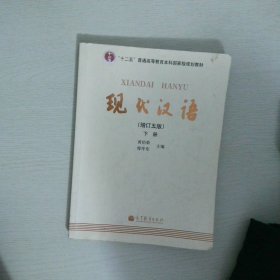 "十二五"普通高等教育本科国家级规划教材
XIANDAI HANYU
现代汉语
(增订五版)
下册
黄伯荣
廖序东 主编
高等教育出版社